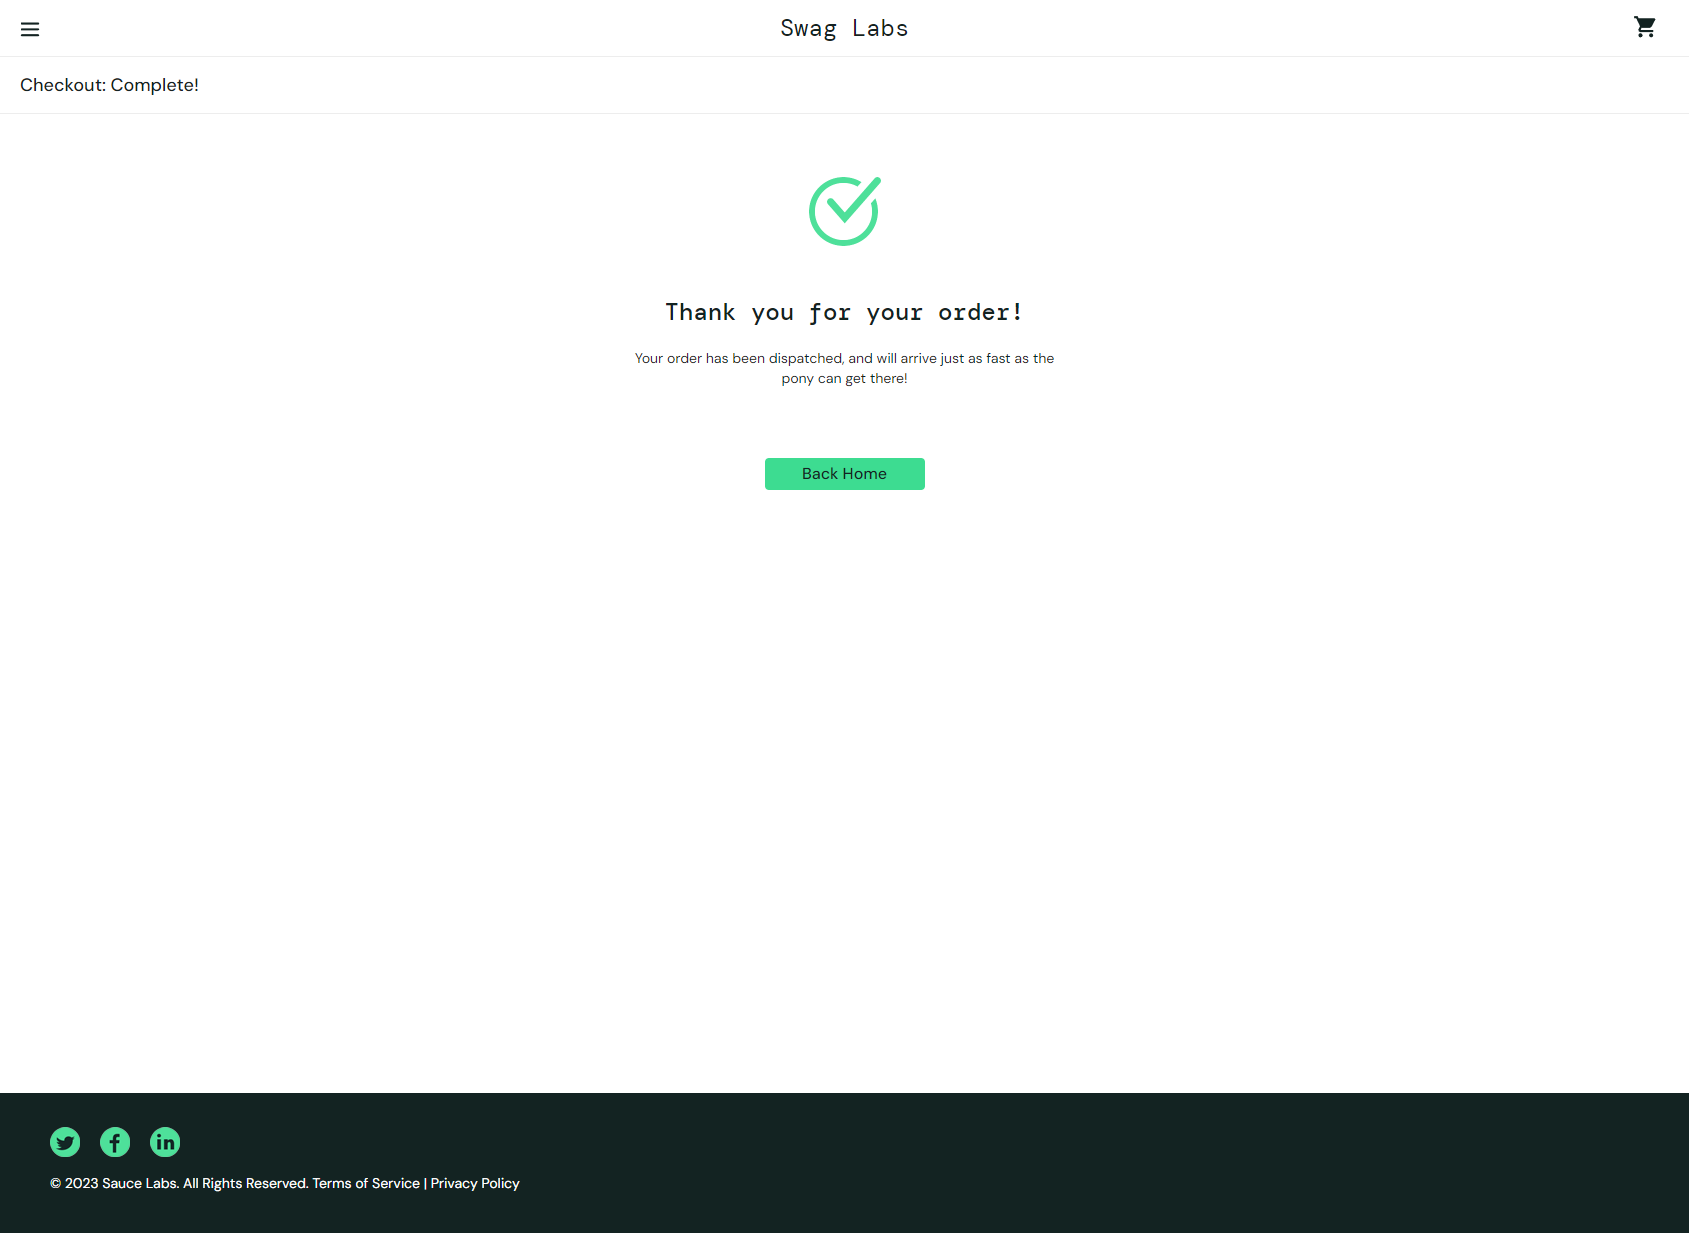 Swag Labs
Checkout: Complete!
Thank you for your order!
Your order has been dispatched, and will arrive just as fast as the
pony can get there!
Back Home
© 2023 Sauce Labs. All Rights Reserved. Terms of Service | Privacy Policy